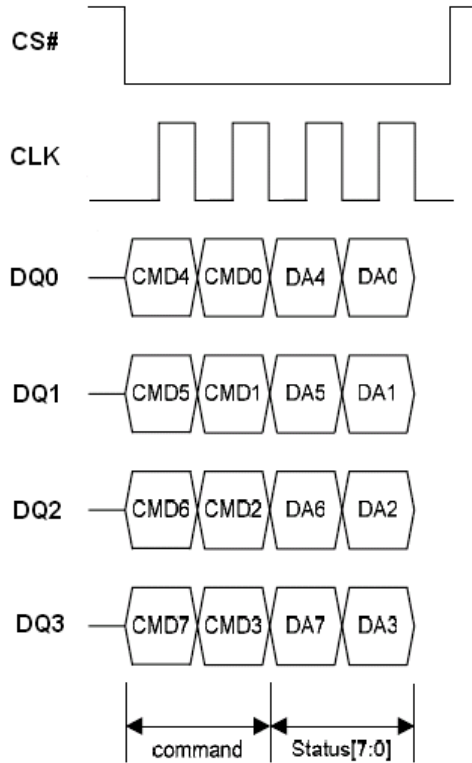 CS#
CLK
DQ0 CMD4 CMD0 DA4 DA0
DQ1 CMD5 CMD1 DA5 DA1
DQ2 CMD6 CMD2 DA6 DA2
DQ3 CMD7 CMD3 DA7 DA3
command Status[7:0]